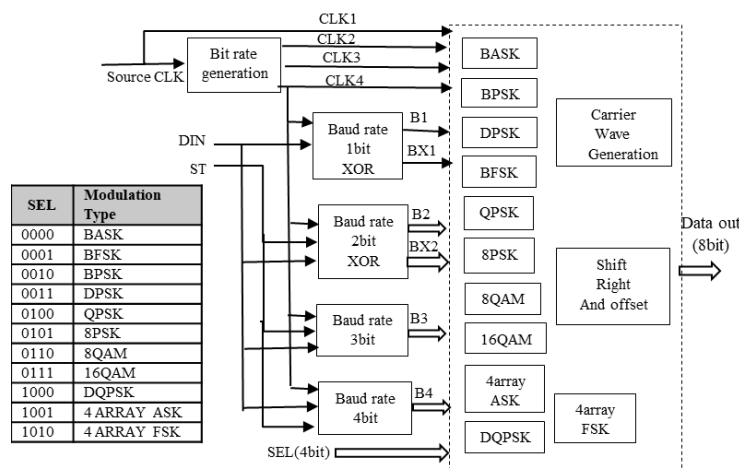 CLK1
CLK2
CLK3
CLK4
Source CLK
Bit rate
generation
DIN
ST
Baud rate
1bit
XOR
B1
BX1
Baud rate
2bit
XOR
B2
BX2
Baud rate
3bit
B3
Baud rate
4bit
B4
SEL(4bit)
SEL Modulation
Type
0000 BASK
0001 BFSK
0010 BPSK
0011 DPSK
0100 QPSK
0101 8PSK
0110 8QAM
0111 16QAM
1000 DQPSK
1001 4 ARRAY ASK
1010 4 ARRAY FSK
BASK
BPSK
DPSK
BFSK
QPSK
8PSK
8QAM
16QAM
4array
ASK
DQPSK
4array
FSK
Carrier
Wave
Generation
Shift
Right
And offset
Data out
(8bit)